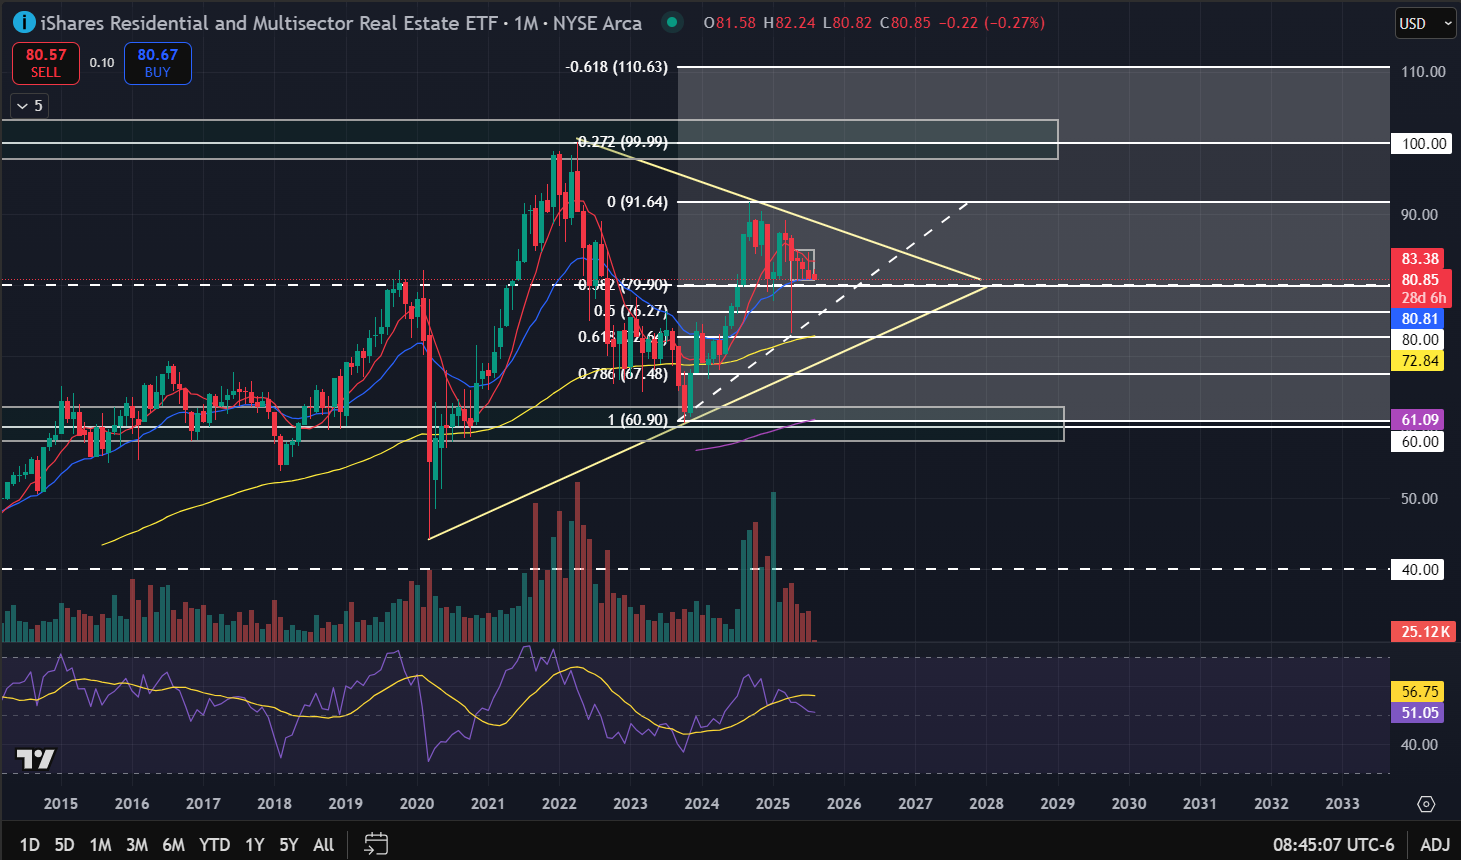 iShares Residential and Multisector Real Estate ETF · 1M · NYSE Arca O81.58 H82.24 L80.82 C80.85 −0.22 (−0.27%)
USD
80.57 SELL
0.10
80.67 BUY
5
-0.618 (110.63)
0.272 (99.99)
0 (91.64)
0.382 (79.90)
0.5 (76.27)
0.786 (67.48)
1 (60.90)
110.00
100.00
90.00
83.38
80.85
28d 6h
80.81
80.00
72.84
61.09
60.00
50.00
40.00
25.12K
56.75
51.05
40.00
2015 2016 2017 2018 2019 2020 2021 2022 2023 2024 2025 2026 2027 2028 2029 2030 2031 2032 2033
1D 5D 1M 3M 6M YTD 1Y 5Y All
08:45:07 UTC-6 ADJ